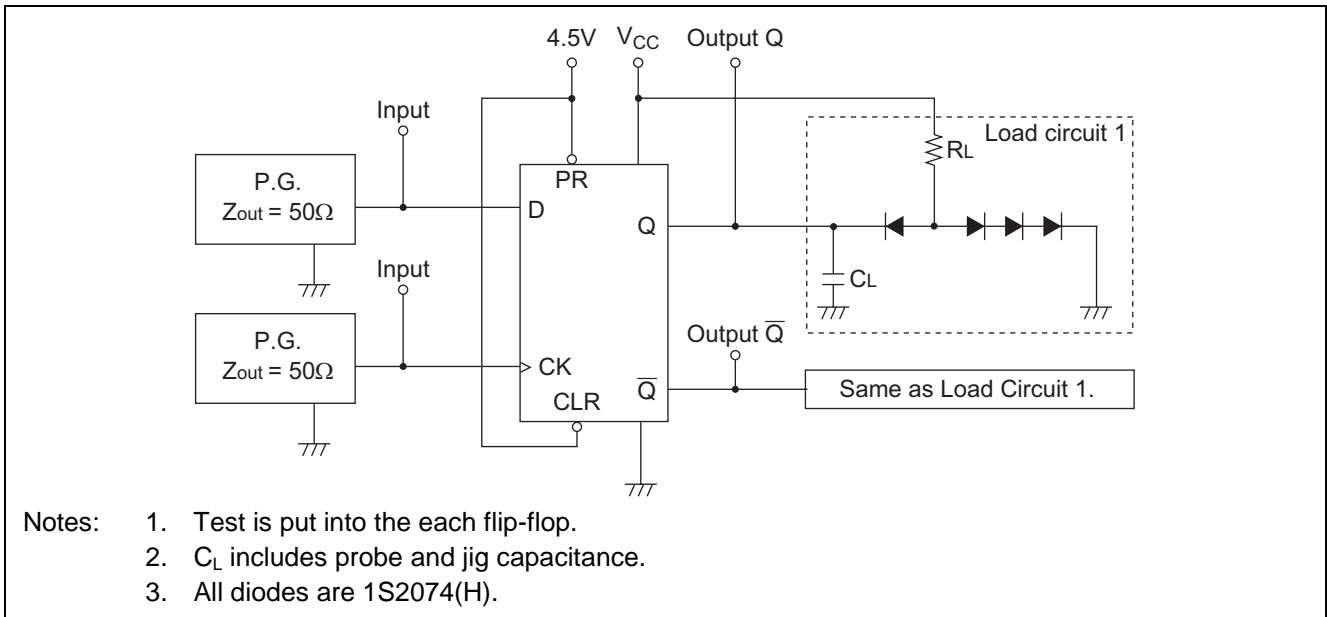 4.5V VCC Output Q
Input
Load circuit 1
RL
P.G.
Zout = 50Ω
PR
D
Q
Input
CL
P.G.
Zout = 50Ω
Output Q̅
CK
Q̅
Same as Load Circuit 1.
CLR
Notes: 1. Test is put into the each flip-flop.
2. CL includes probe and jig capacitance.
3. All diodes are 1S2074(H).